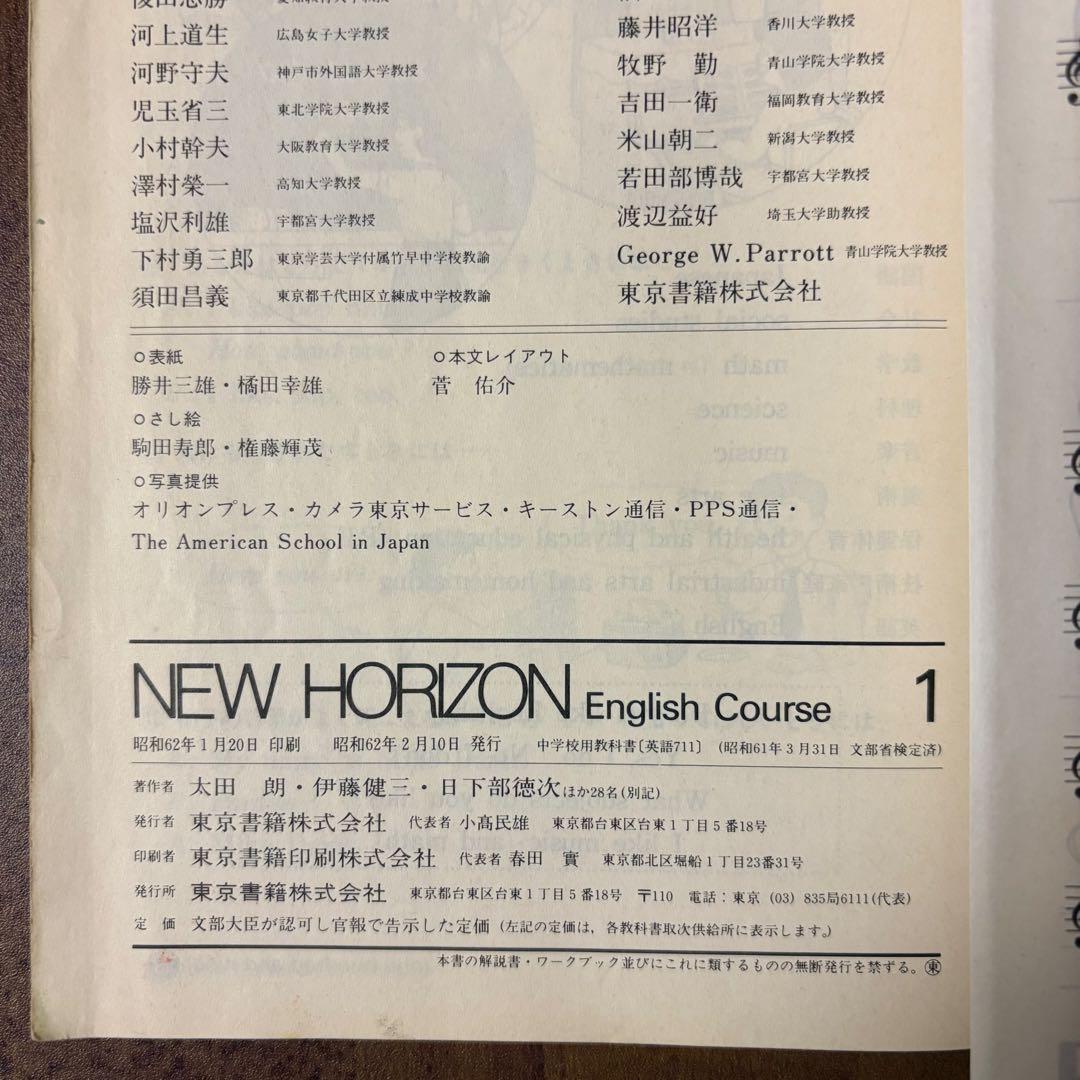 河上道生 広島女子大学教授
河野守夫 神戸市外国語大学教授
児玉省三 東北学院大学教授
小村幹夫 大阪教育大学教授
澤村榮一 高知大学教授
塩沢利雄 宇都宮大学教授
下村勇三郎 東京学芸大学付属竹早中学校教諭
須田昌義 東京都千代田区立練成中学校教諭
藤井昭洋 香川大学教授
牧野 勤 青山学院大学教授
吉田一衛 福岡教育大学教授
米山朝二 新潟大学教授
若田部博哉 宇都宮大学教授
渡辺益好 埼玉大学助教授
George W. Parrott 青山学院大学教授
東京書籍株式会社
○表紙
勝井三雄・橘田幸雄
○本文レイアウト
菅 佑介
○さし絵
駒田寿郎・権藤輝茂
○写真提供
オリオンプレス・カメラ東京サービス・キーストン通信・PPS通信・
The American School in Japan
NEW HORIZON English Course 1
昭和62年1月20日 印刷 昭和62年2月10日 発行 中学校用教科書〔英語711〕 (昭和61年3月31日 文部省検定済)
著作者 太田 朗・伊藤健三・日下部徳次ほか28名(別記)
発行者 東京書籍株式会社 代表者 小髙民雄 東京都台東区台東1丁目5番18号
印刷者 東京書籍印刷株式会社 代表者 春田 實 東京都北区堀船1丁目23番31号
発行所 東京書籍株式会社 東京都台東区台東1丁目5番18号 〒110 電話：東京 (03) 835局6111(代表)
定 価 文部大臣が認可し官報で告示した定価 (左記の定価は，各教科書取次供給所に表示します。)
本書の解説書・ワークブック並びにこれに類するものの無断発行を禁ずる。㊟東